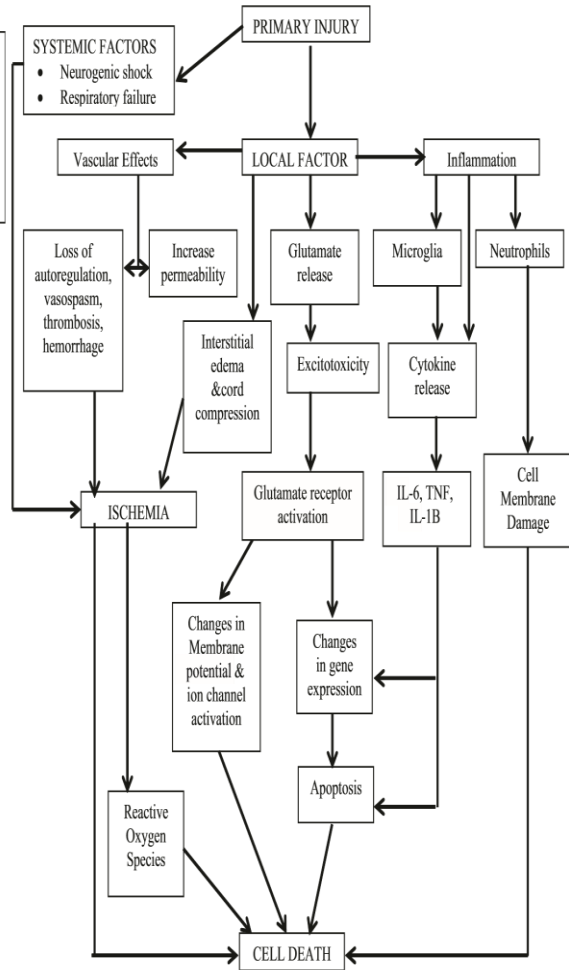 PRIMARY INJURY
SYSTEMIC FACTORS
• Neurogenic shock
• Respiratory failure
Vascular Effects
LOCAL FACTOR
Inflammation
Loss of
autoregulation,
vasospasm,
thrombosis,
hemorrhage
Increase
permeability
Glutamate
release
Microglia
Neutrophils
Interstitial
edema
&cord
compression
Excitotoxicity
Cytokine
release
ISCHEMIA
Glutamate receptor
activation
IL-6, TNF,
IL-1B
Cell
Membrane
Damage
Changes in
Membrane
potential &
ion channel
activation
Changes
in gene
expression
Reactive
Oxygen
Species
Apoptosis
CELL DEATH